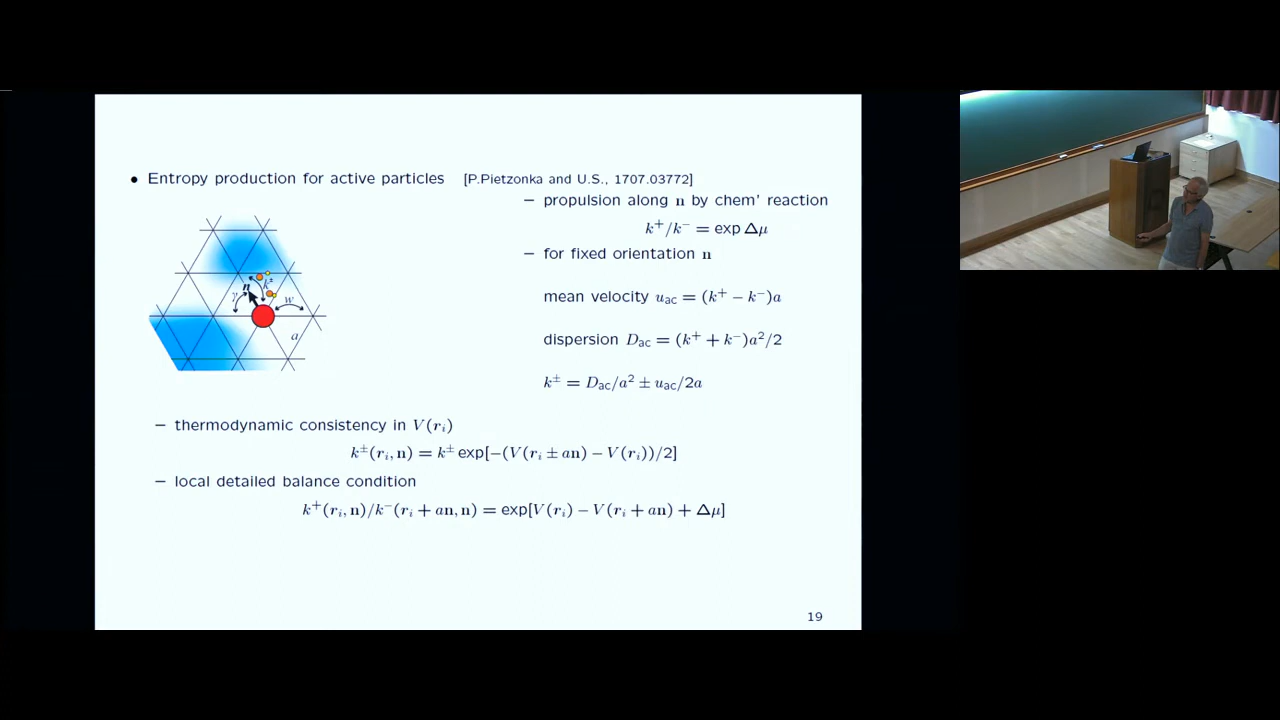 • Entropy production for active particles [P.Pietzonka and U.S., 1707.03772]
– propulsion along n by chem' reaction
k⁺/k⁻ = exp Δμ
– for fixed orientation n
mean velocity u_ac = (k⁺ − k⁻)a
dispersion D_ac = (k⁺ + k⁻)a²/2
k^± = D_ac/a² ± u_ac/2a
n k^±
γ w
a
– thermodynamic consistency in V(r_i)
k^±(r_i, n) = k^± exp[−(V(r_i ± an) − V(r_i))/2]
– local detailed balance condition
k⁺(r_i, n)/k⁻(r_i + an, n) = exp[V(r_i) − V(r_i + an) + Δμ]
19